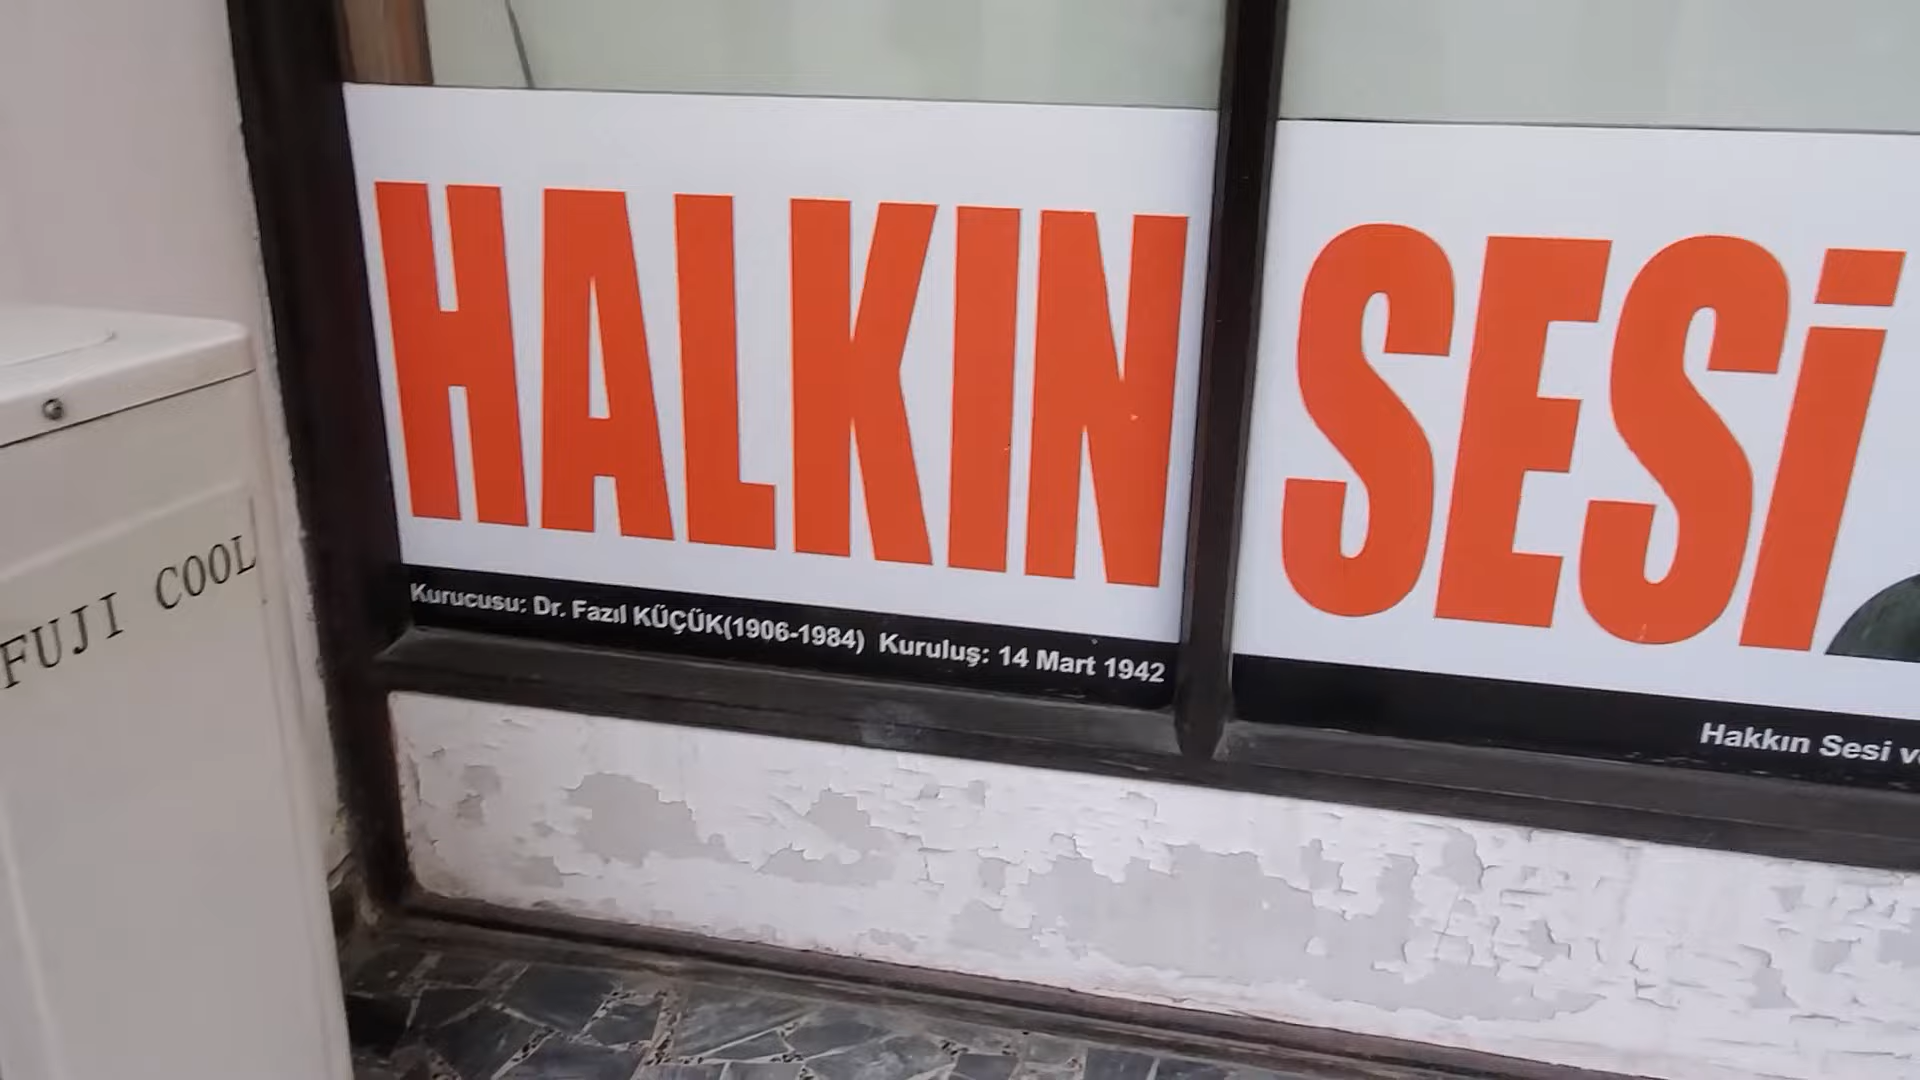 HALKIN SESİ
Kurucusu: Dr. Fazıl KÜÇÜK(1906-1984) Kuruluş: 14 Mart 1942
Hakkın Sesi
FUJI COOL